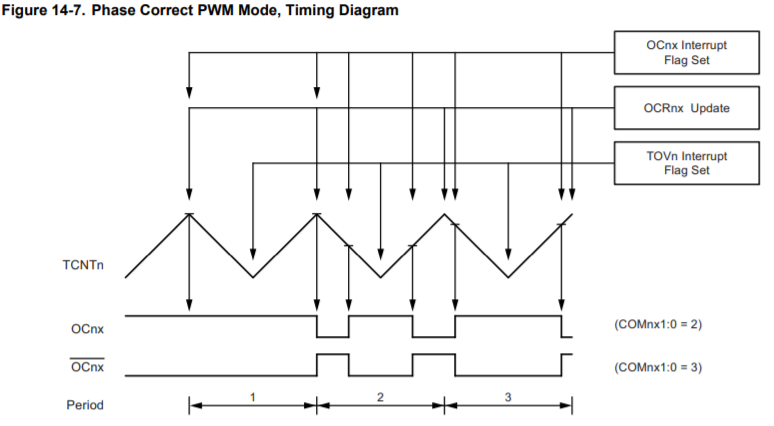 Figure 14-7. Phase Correct PWM Mode, Timing Diagram
OCnx Interrupt
Flag Set
OCRnx Update
TOVn Interrupt
Flag Set
TCNTn
OCnx
(COMnx1:0 = 2)
OCnx
(COMnx1:0 = 3)
Period
1
2
3